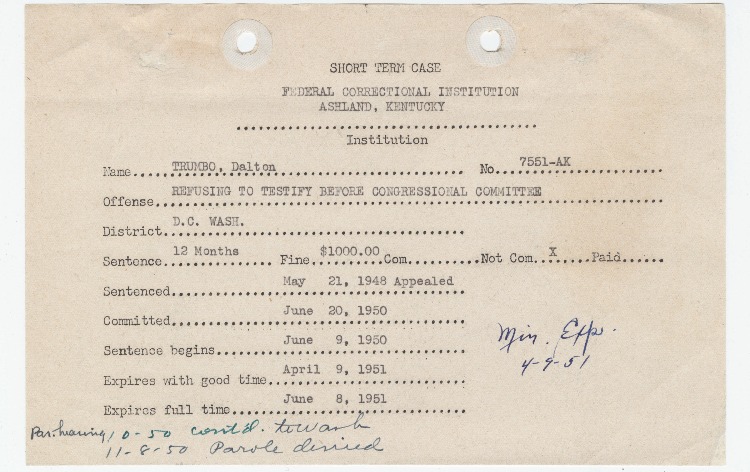 SHORT TERM CASE
FEDERAL CORRECTIONAL INSTITUTION
ASHLAND, KENTUCKY
Institution
Name.....TRUMBO, Dalton No...7551-AK
Offense REFUSING TO TESTIFY BEFORE CONGRESSIONAL COMMITTEE
District D.C. WASH.
Sentence 12 Months Fine $1000.00 Com. Not Com. X Paid
Sentenced May 21, 1948 Appealed
Committed June 20, 1950
Sentence begins June 9, 1950
Expires with good time April 9, 1951
Expires full time June 8, 1951
Min. Exp.
4-9-51
Par. hearing 10-50 cont'd. to Wash
11-8-50 Parole denied